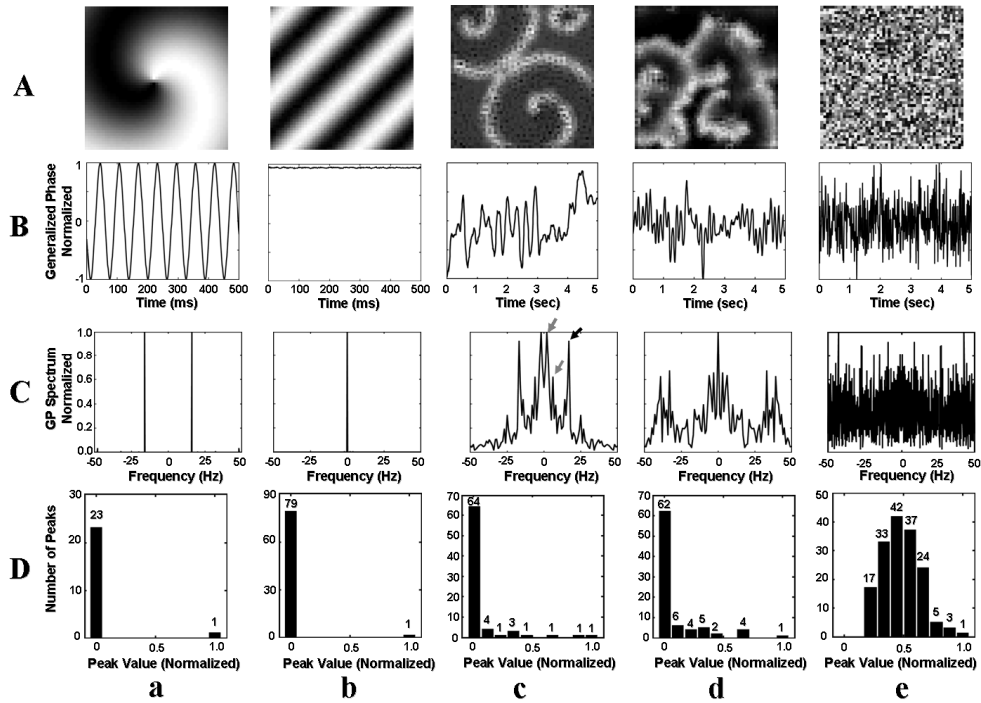 A
B
Generalized Phase
Normalized
1
0
-1
0 100 200 300 400 500
Time (ms)
0 100 200 300 400 500
Time (ms)
0 1 2 3 4 5
Time (sec)
0 1 2 3 4 5
Time (sec)
0 1 2 3 4 5
Time (sec)
C
GP Spectrum
Normalized
1.0
0.8
0.6
0.4
0.2
0.0
-50 -25 0 25 50
Frequency (Hz)
-50 -25 0 25 50
Frequency (Hz)
-50 -25 0 25 50
Frequency (Hz)
-50 -25 0 25 50
Frequency (Hz)
-50 -25 0 25 50
Frequency (Hz)
D
Number of Peaks
30
20
10
0
23
1
0 0.5 1.0
Peak Value (Normalized)
90
60
30
0
79
1
0 0.5 1.0
Peak Value (Normalized)
70
60
50
40
30
20
10
0
64
4 1 3 1 1 1 1
0 0.5 1.0
Peak Value (Normalized)
70
60
50
40
30
20
10
0
62
6 4 5 2 4 1
0 0.5 1.0
Peak Value (Normalized)
50
40
30
20
10
0
17 33 42 37 24 5 3 1
0 0.5 1.0
Peak Value (Normalized)
a b c d e